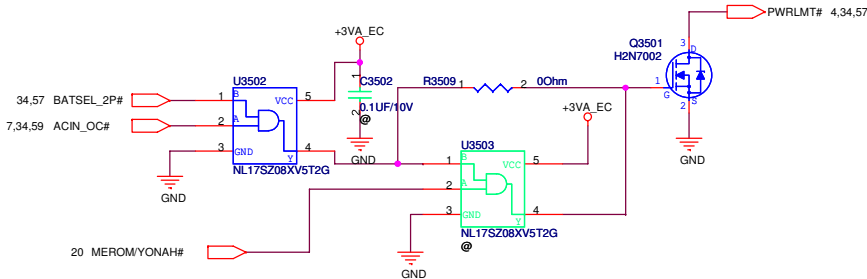 PWRLMT# 4,34,57
Q3501
H2N7002
3
D
1
G
2
S
GND
+3VA_EC
U3502
C3502
1
2
0.1UF/10V
@
GND
R3509 1 2 0Ohm
34,57 BATSEL_2P# 1 B VCC 5
7,34,59 ACIN_OC# 2 A
3 GND Y 4
NL17SZ08XV5T2G
GND
+3VA_EC
U3503
1 B VCC 5
2 A
3 GND Y 4
NL17SZ08XV5T2G
@
GND
GND
20 MEROM/YONAH#